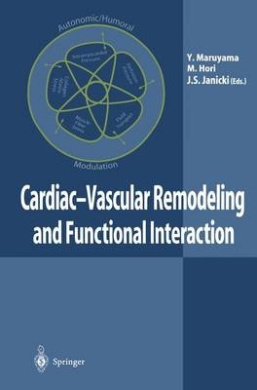 Autonomic/Humoral
Modulation
Y. Maruyama
M. Hori
J.S. Janicki (Eds.)
Cardiac–Vascular Remodeling
and Functional Interaction
Springer